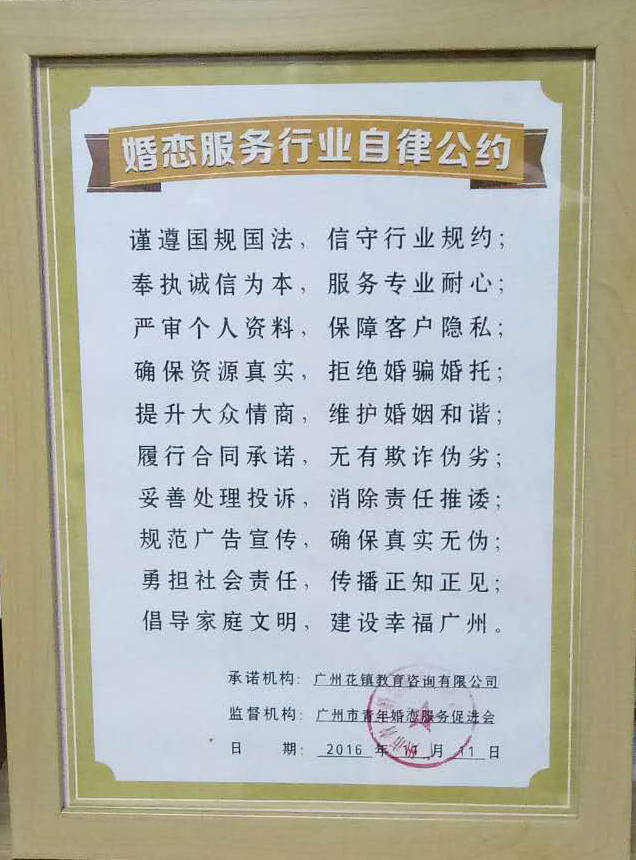 婚恋服务行业自律公约
谨遵国规国法，信守行业规约；
奉执诚信为本，服务专业耐心；
严审个人资料，保障客户隐私；
确保资源真实，拒绝婚骗婚托；
提升大众情商，维护婚姻和谐；
履行合同承诺，无有欺诈伪劣；
妥善处理投诉，消除责任推诿；
规范广告宣传，确保真实无伪；
勇担社会责任，传播正知正见；
倡导家庭文明，建设幸福广州。
承诺机构：广州花镇教育咨询有限公司
监督机构：广州市青年婚恋服务促进会
日 期：2016 年 11 月 11 日